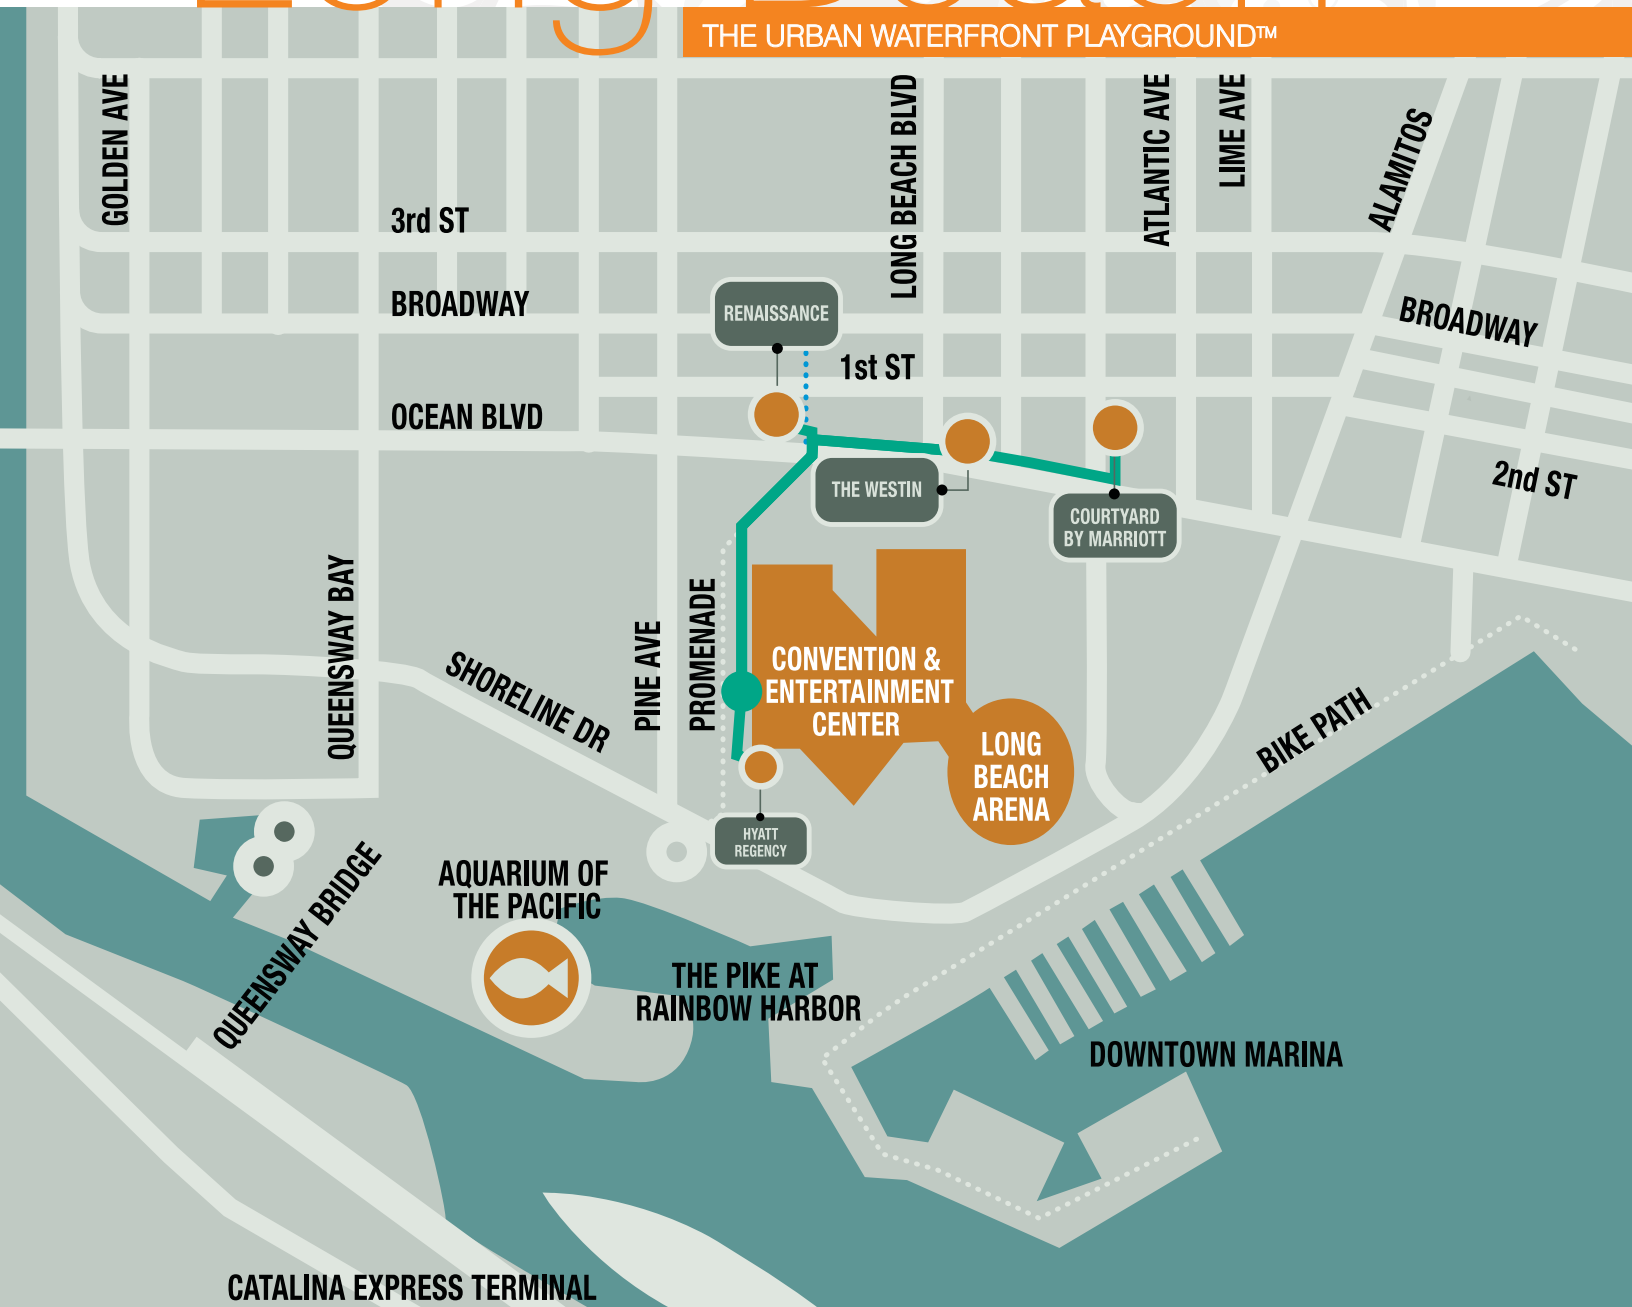 Long Beach
THE URBAN WATERFRONT PLAYGROUND™
GOLDEN AVE
LONG BEACH BLVD
ATLANTIC AVE
LIME AVE
ALAMITOS
3rd ST
BROADWAY
RENAISSANCE
BROADWAY
1st ST
OCEAN BLVD
THE WESTIN
2nd ST
COURTYARD
BY MARRIOTT
QUEENSWAY BAY
SHORELINE DR
PINE AVE
PROMENADE
CONVENTION &
ENTERTAINMENT
CENTER
LONG
BEACH
ARENA
BIKE PATH
HYATT
REGENCY
QUEENSWAY BRIDGE
AQUARIUM OF
THE PACIFIC
THE PIKE AT
RAINBOW HARBOR
DOWNTOWN MARINA
CATALINA EXPRESS TERMINAL